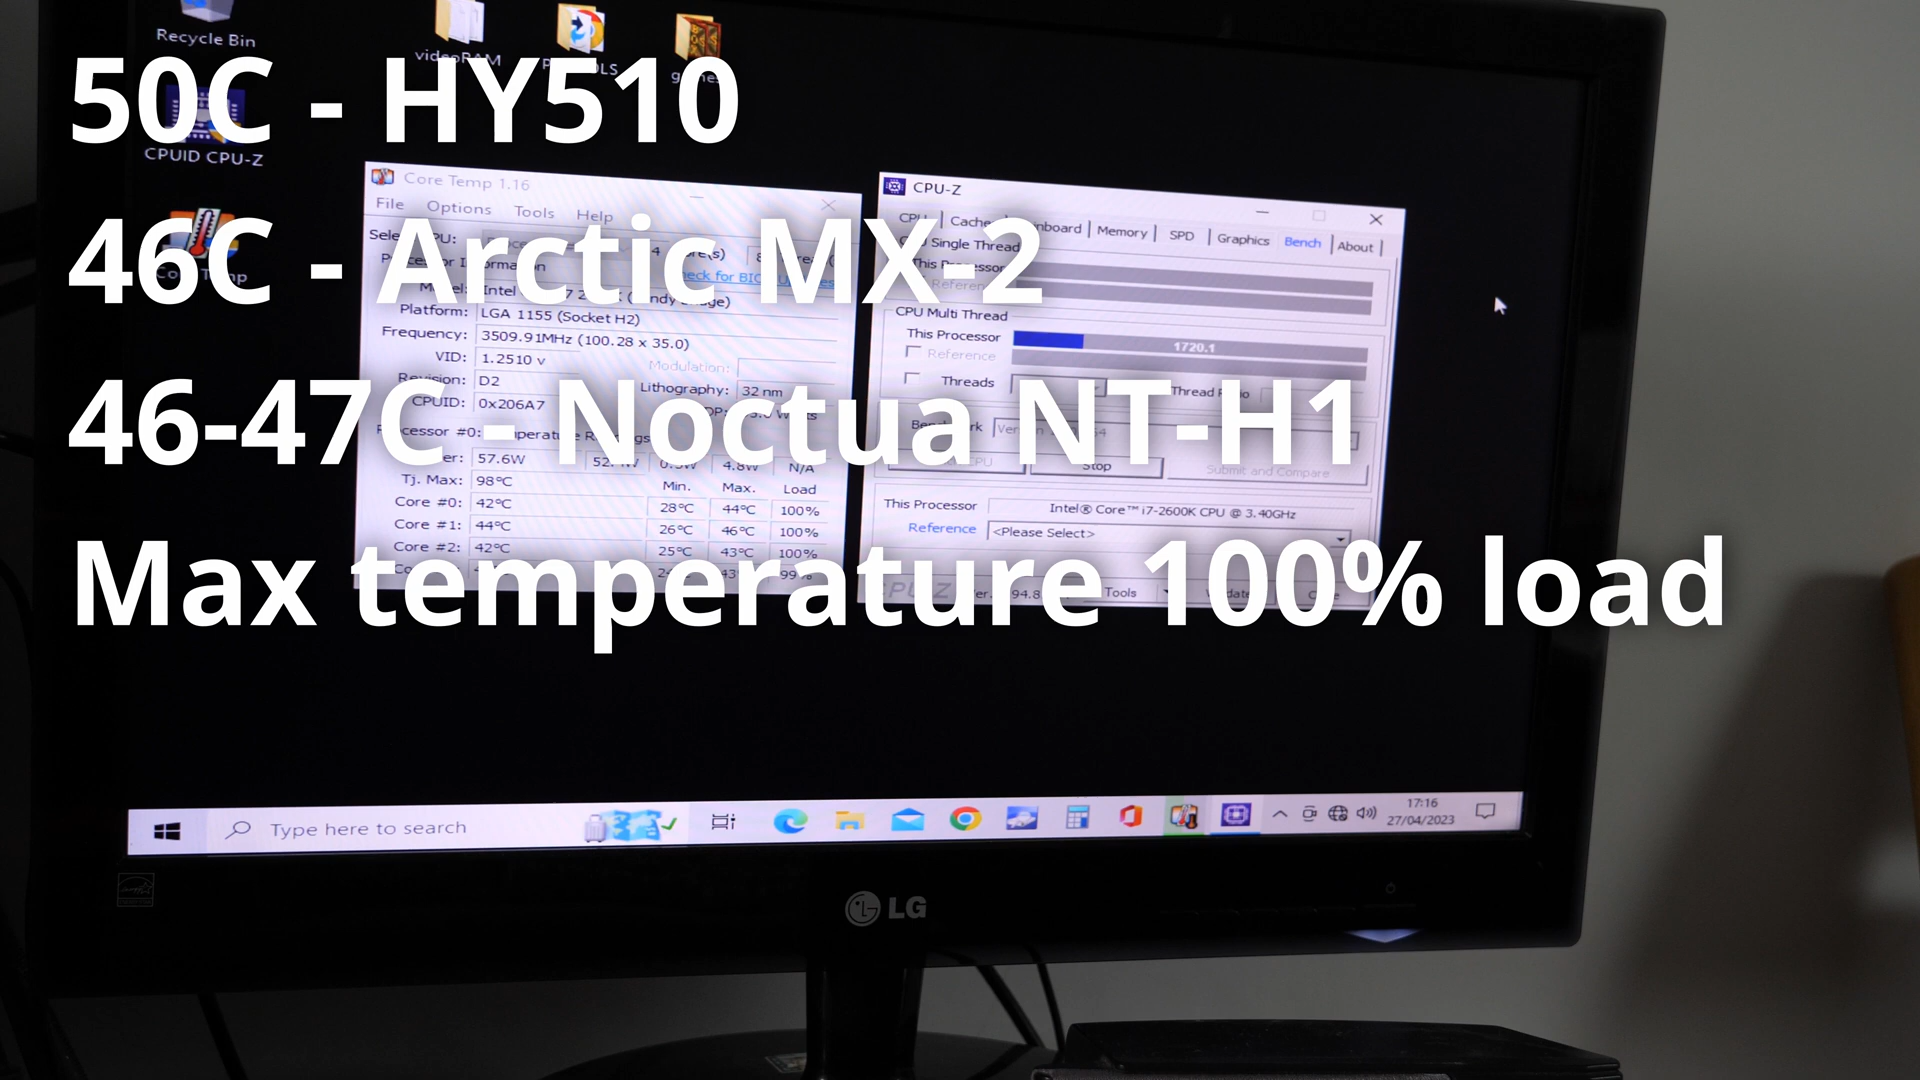 50C - HY510
46C - Arctic MX-2
46-47C - Noctua NT-H1
Max temperature 100% load
Recycle Bin
videoRAM
CPUID CPU-Z
Core Temp 1.16
File Options Tools Help
Platform: LGA 1155 (Socket H2)
Frequency: 3509.91MHz (100.28 x 35.0)
VID: 1.2510 v
Modulation:
Revision: D2
Lithography: 32 nm
CPUID: 0x206A7
57.6W 4.8W N/A
Tj. Max: 98°C Min. Max. Load
Core #0: 42°C 28°C 44°C 100%
Core #1: 44°C 26°C 46°C 100%
Core #2: 42°C 25°C 43°C 100%
CPU-Z
Memory SPD Graphics Bench About
CPU Multi Thread
This Processor 1720.1
Reference
Threads
Stop Submit and Compare
This Processor Intel® Core™ i7-2600K CPU @ 3.40GHz
Reference <Please Select>
Tools
Type here to search
17:16
27/04/2023
LG